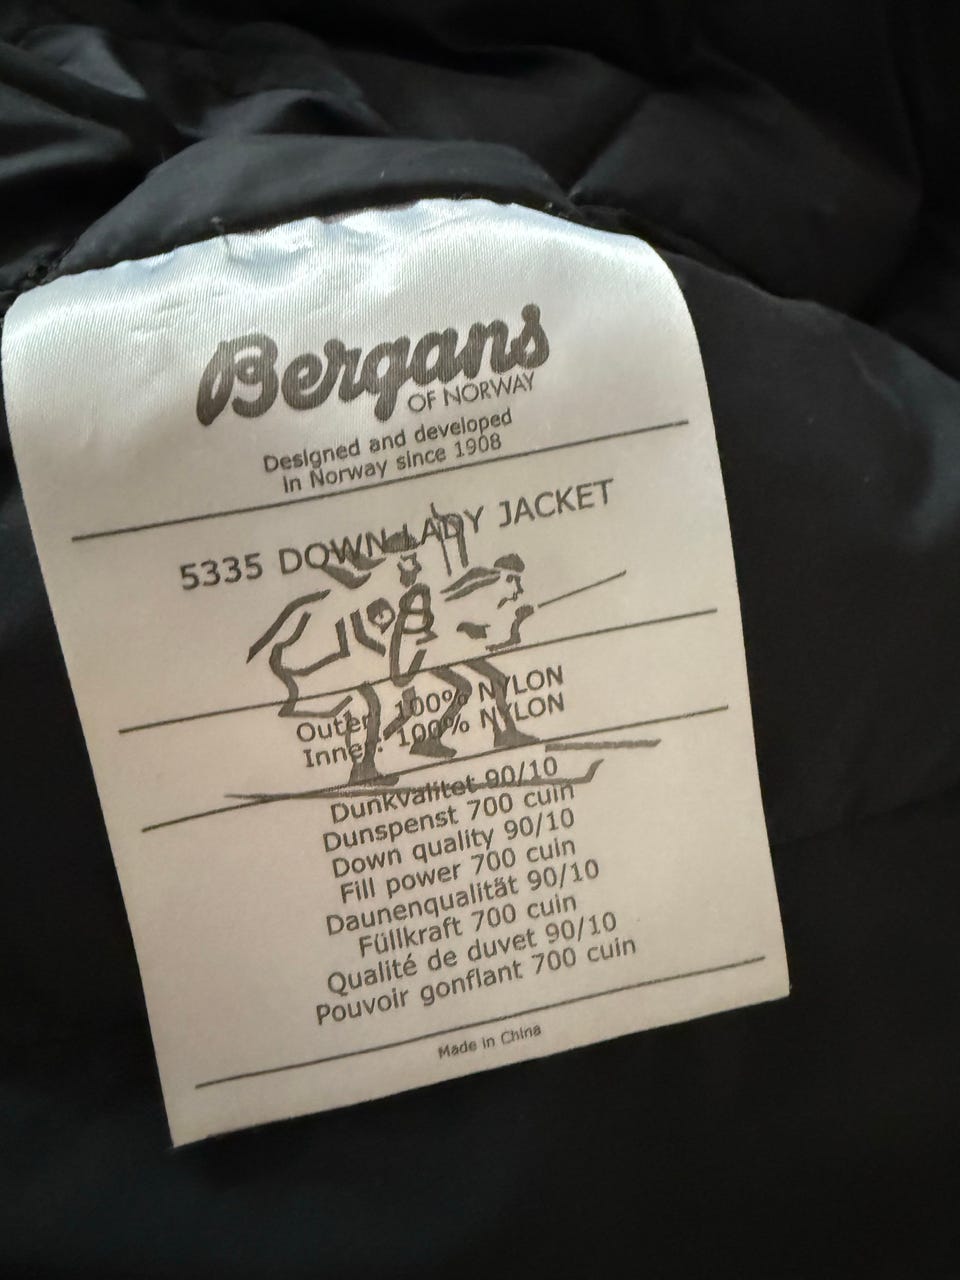 Bergans
OF NORWAY
Designed and developed
in Norway since 1908
5335 DOWN LADY JACKET
Outer: 100% NYLON
Inner: 100% NYLON
Dunkvalitet 90/10
Dunspenst 700 cuin
Down quality 90/10
Fill power 700 cuin
Daunenqualität 90/10
Füllkraft 700 cuin
Qualité de duvet 90/10
Pouvoir gonflant 700 cuin
Made in China